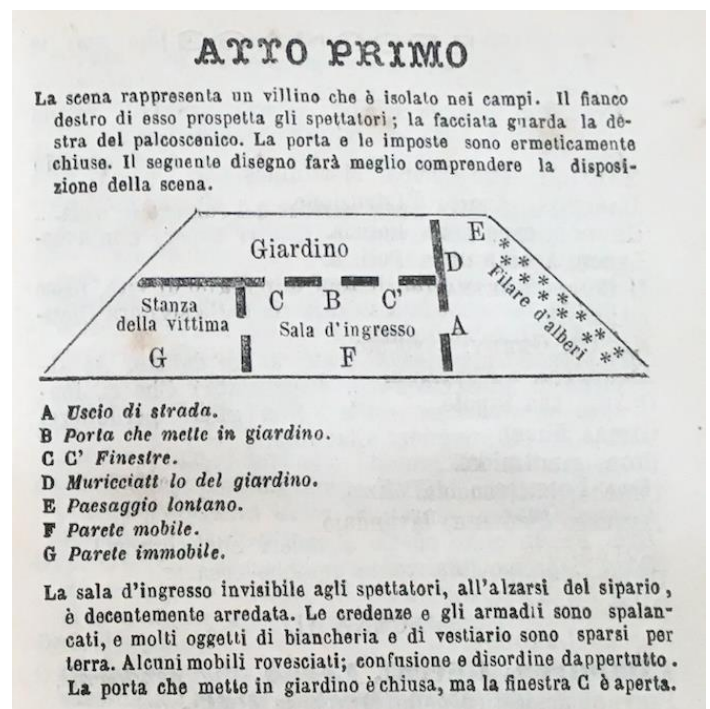 ATTO PRIMO
La scena rappresenta un villino che è isolato nei campi. Il fianco
destro di esso prospetta gli spettatori; la facciata guarda la de-
stra del palcoscenico. La porta e le imposte sono ermeticamente
chiuse. Il seguente disegno farà meglio comprendere la disposi-
zione della scena.
Giardino
E
D
Stanza
della vittima
C B C'
Sala d'ingresso
A
G
F
Filare d'alberi
A Uscio di strada.
B Porta che mette in giardino.
C C' Finestre.
D Muricciatt lo del giardino.
E Paesaggio lontano.
F Parete mobile.
G Parete immobile.
La sala d'ingresso invisibile agli spettatori, all'alzarsi del sipario,
è decentemente arredata. Le credenze e gli armadii sono spalan-
cati, e molti oggetti di biancheria e di vestiario sono sparsi per
terra. Alcuni mobili rovesciati; confusione e disordine dappertutto.
La porta che mette in giardino è chiusa, ma la finestra C è aperta.